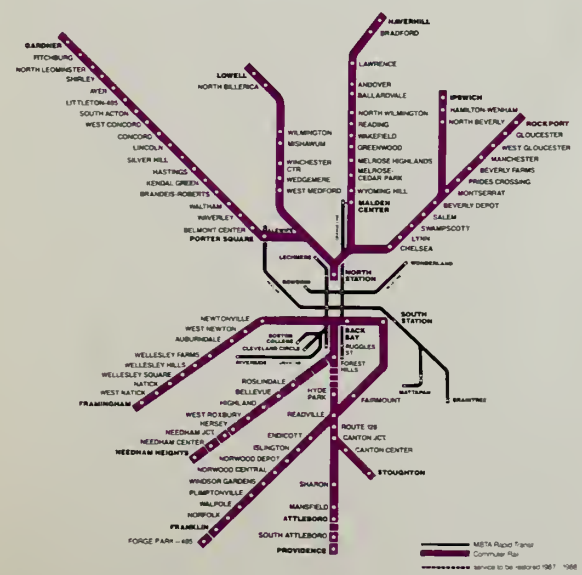 GARDNER
FITCHBURG
NORTH LEOMINSTER
SHIRLEY
AYER
LITTLETON-495
SOUTH ACTON
WEST CONCORD
CONCORD
LINCOLN
SILVER HILL
HASTINGS
KENDAL GREEN
BRANDEIS-ROBERTS
WALTHAM
WAVERLEY
BELMONT CENTER
PORTER SQUARE
LOWELL
NORTH BILLERICA
WILMINGTON
MISHAWUM
WINCHESTER
CTR
WEDGEMERE
WEST MEDFORD
HAVERHILL
BRADFORD
LAWRENCE
ANDOVER
BALLARDVALE
NORTH WILMINGTON
READING
WAKEFIELD
GREENWOOD
MELROSE HIGHLANDS
MELROSE-
CEDAR PARK
WYOMING HILL
MALDEN
CENTER
IPSWICH
HAMILTON-WENHAM
NORTH BEVERLY
ROCKPORT
GLOUCESTER
WEST GLOUCESTER
MANCHESTER
BEVERLY FARMS
PRIDES CROSSING
MONTSERRAT
BEVERLY DEPOT
SALEM
SWAMPSCOTT
LYNN
CHELSEA
LECHMERE
BOWDOIN
WONDERLAND
NORTH
STATION
SOUTH
STATION
BACK
BAY
RUGGLES
ST
FOREST
HILLS
BOSTON
COLLEGE
CLEVELAND CIRCLE
RIVERSIDE
MATTAPAN
BRAINTREE
NEWTONVILLE
WEST NEWTON
AUBURNDALE
WELLESLEY FARMS
WELLESLEY HILLS
WELLESLEY SQUARE
NATICK
WEST NATICK
FRAMINGHAM
ROSLINDALE
BELLEVUE
HIGHLAND
WEST ROXBURY
HERSEY
NEEDHAM JCT.
NEEDHAM CENTER
NEEDHAM HEIGHTS
HYDE
PARK
FAIRMOUNT
READVILLE
ENDICOTT
ISLINGTON
NORWOOD DEPOT
NORWOOD CENTRAL
WINDSOR GARDENS
PLIMPTONVILLE
WALPOLE
NORFOLK
FRANKLIN
FORGE PARK - 495
ROUTE 128
CANTON JCT.
CANTON CENTER
STOUGHTON
SHARON
MANSFIELD
ATTLEBORO
SOUTH ATTLEBORO
PROVIDENCE
MBTA Rapid Transit
Commuter Rail
service to be restored 1987 - 1988